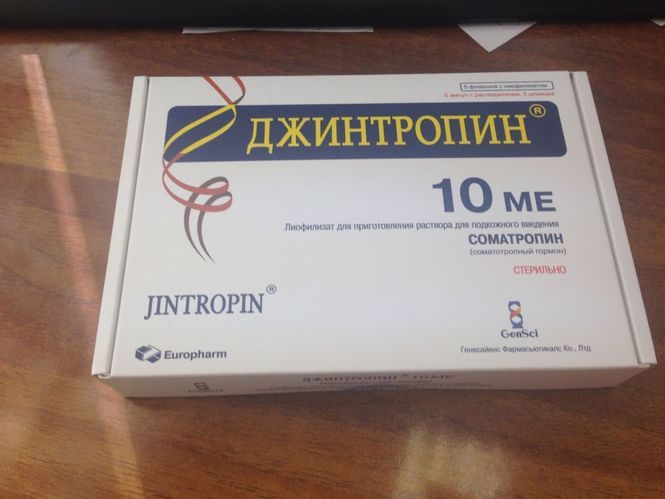 5 флаконов с лиофилизатом
5 ампул с растворителем, 5 шприцев
ДЖИНТРОПИН®
10 МЕ
Лиофилизат для приготовления раствора для подкожного введения
СОМАТРОПИН
(соматотропный гормон)
СТЕРИЛЬНО
JINTROPIN®
GenSci
Europharm
Генесайенс Фармасьютикалс Ко., Лтд
GenSci
ДЖИНТРОПИН® 10 МЕ